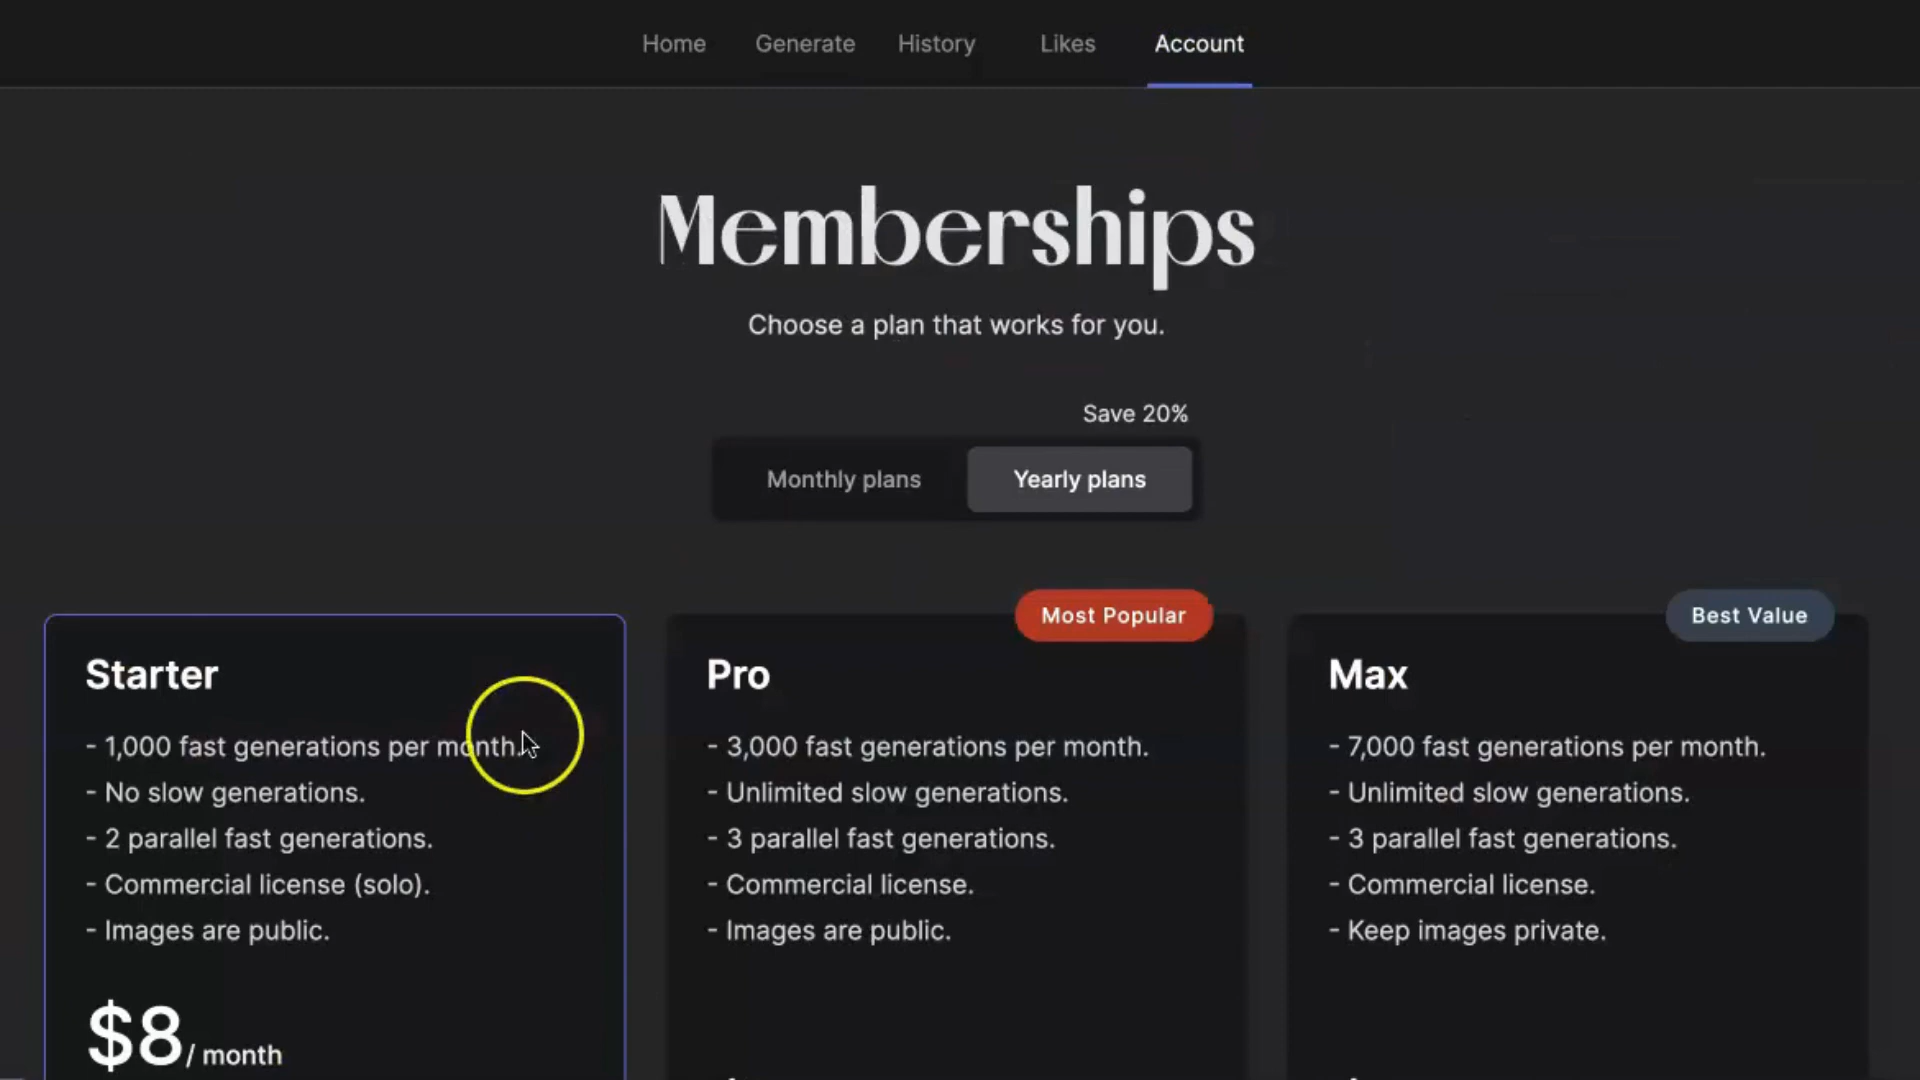 Home Generate History Likes Account
Memberships
Choose a plan that works for you.
Save 20%
Monthly plans Yearly plans
Most Popular
Best Value
Starter
- 1,000 fast generations per month.
- No slow generations.
- 2 parallel fast generations.
- Commercial license (solo).
- Images are public.
$8 / month
Pro
- 3,000 fast generations per month.
- Unlimited slow generations.
- 3 parallel fast generations.
- Commercial license.
- Images are public.
Max
- 7,000 fast generations per month.
- Unlimited slow generations.
- 3 parallel fast generations.
- Commercial license.
- Keep images private.